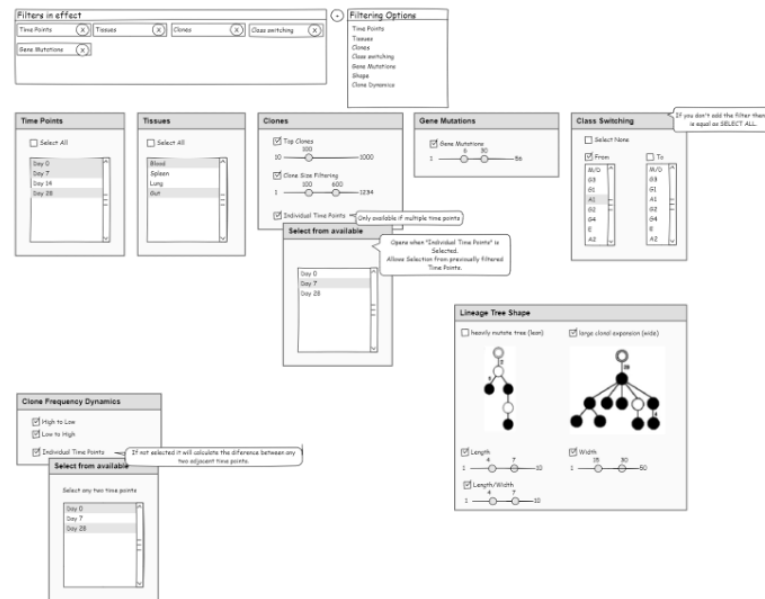 Filters in effect
Time Points X
Tissues X
Clones X
Class switching X
Gene Mutations X
Filtering Options
Time Points
Tissues
Clones
Class switching
Gene Mutations
Shape
Clone Dynamics
Time Points
Select All
Day 0
Day 7
Day 14
Day 28
Tissues
Select All
Blood
Spleen
Lung
Gut
Clones
Top Clones
100
10 1000
Clone Size Filtering
100 600
1 1234
Individual Time Points
Only available if multiple time points
Select from available
Opens when "Individual Time Points" is
Selected.
Allows Selection from previously filtered
Time Points.
Day 0
Day 7
Day 28
Gene Mutations
Gene Mutations
6 30
1 86
Class Switching
If you don't add the filter then
is equal as SELECT ALL.
Select None
From
M/D
G3
G1
A1
G2
G4
E
A2
To
M/D
G3
G1
A1
G2
G4
E
A2
Lineage Tree Shape
heavily mutate tree (lean)
large clonal expansion (wide)
Length
4 7
1 10
Width
15 30
1 50
Length/Width
4 7
1 10
Clone Frequency Dynamics
High to Low
Low to High
Individual Time Points
If not selected it will calculate the diference between any
two adjacent time points.
Select from available
Select any two time points
Day 0
Day 7
Day 28